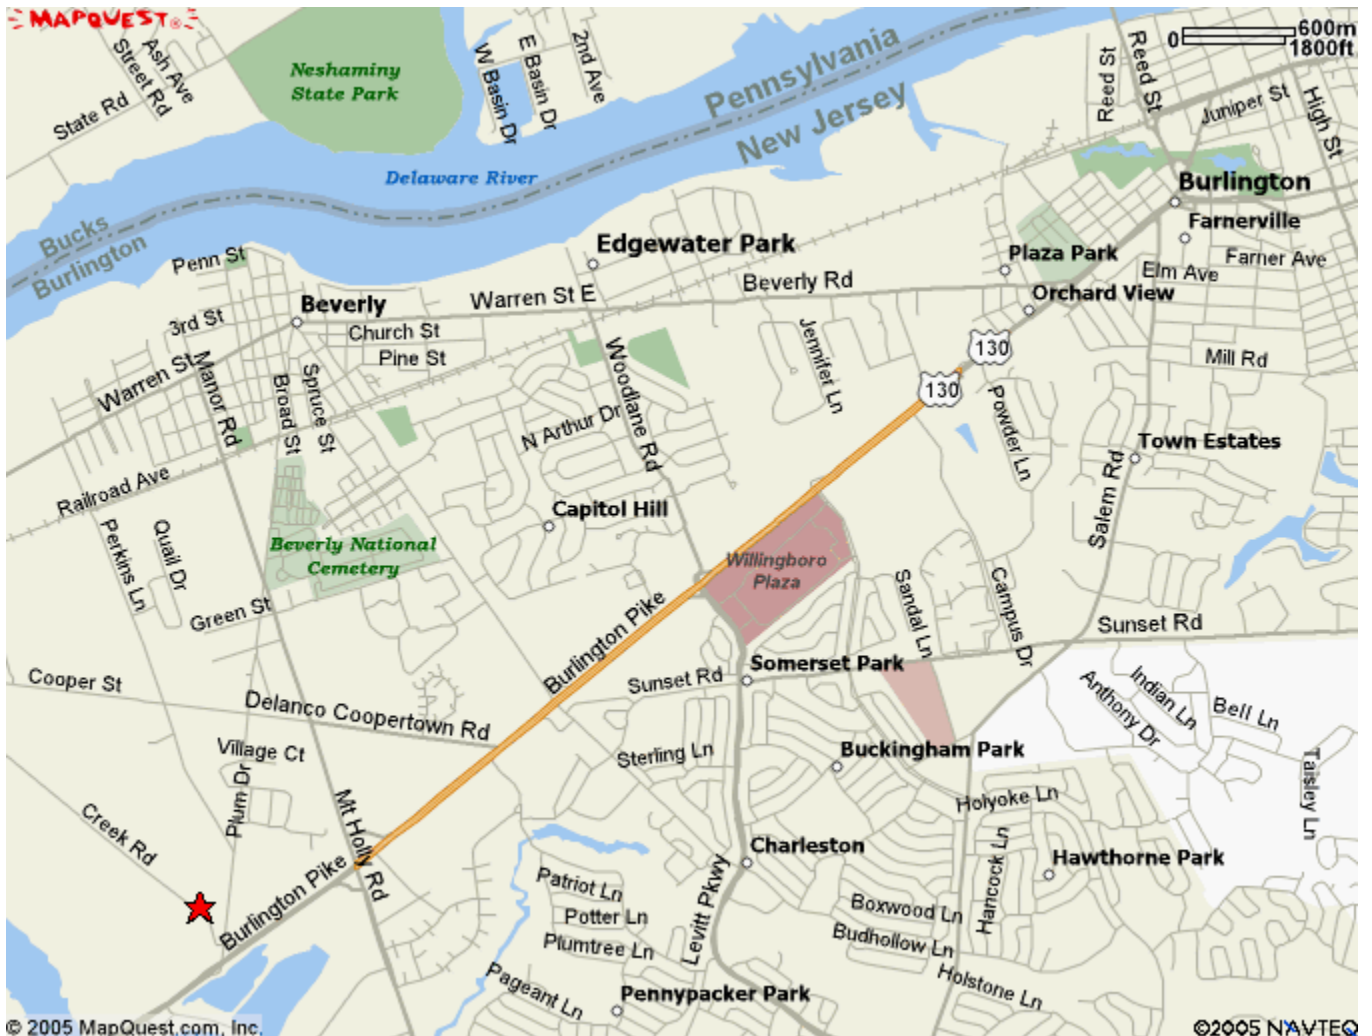 MAPQUEST
Ash Ave
Street Rd
State Rd
Neshaminy
State Park
W Basin Dr
E Basin Dr
2nd Ave
Pennsylvania
New Jersey
Reed St
Reed St
0 600m
1800ft
Juniper St
High St
Delaware River
Burlington
Farnerville
Farner Ave
Bucks
Burlington
Penn St
Edgewater Park
Plaza Park
Elm Ave
Beverly
Warren St E
Beverly Rd
Orchard View
3rd St
Church St
Pine St
Warren St
Manor Rd
Broad St
Spruce St
Woodlane Rd
Jennifer Ln
130
130
Mill Rd
N Arthur Dr
Powder Ln
Town Estates
Railroad Ave
Capitol Hill
Salem Rd
Perkins Ln
Quail Dr
Beverly National
Cemetery
Willingboro
Plaza
Green St
Sandal Ln
Campus Dr
Sunset Rd
Burlington Pike
Somerset Park
Sunset Rd
Cooper St
Delanco Coopertown Rd
Anthony Dr
Indian Ln
Bell Ln
Village Ct
Sterling Ln
Buckingham Park
Taisley Ln
Plum Dr
Mt Holly Rd
Holyoke Ln
Creek Rd
Charleston
Hancock Ln
Hawthorne Park
Burlington Pike
Patriot Ln
Potter Ln
Plumtree Ln
Levitt Pkwy
Boxwood Ln
Budhollow Ln
Pageant Ln
Pennypacker Park
Holstone Ln
© 2005 MapQuest.com, Inc.
©2005 NAVTEQ